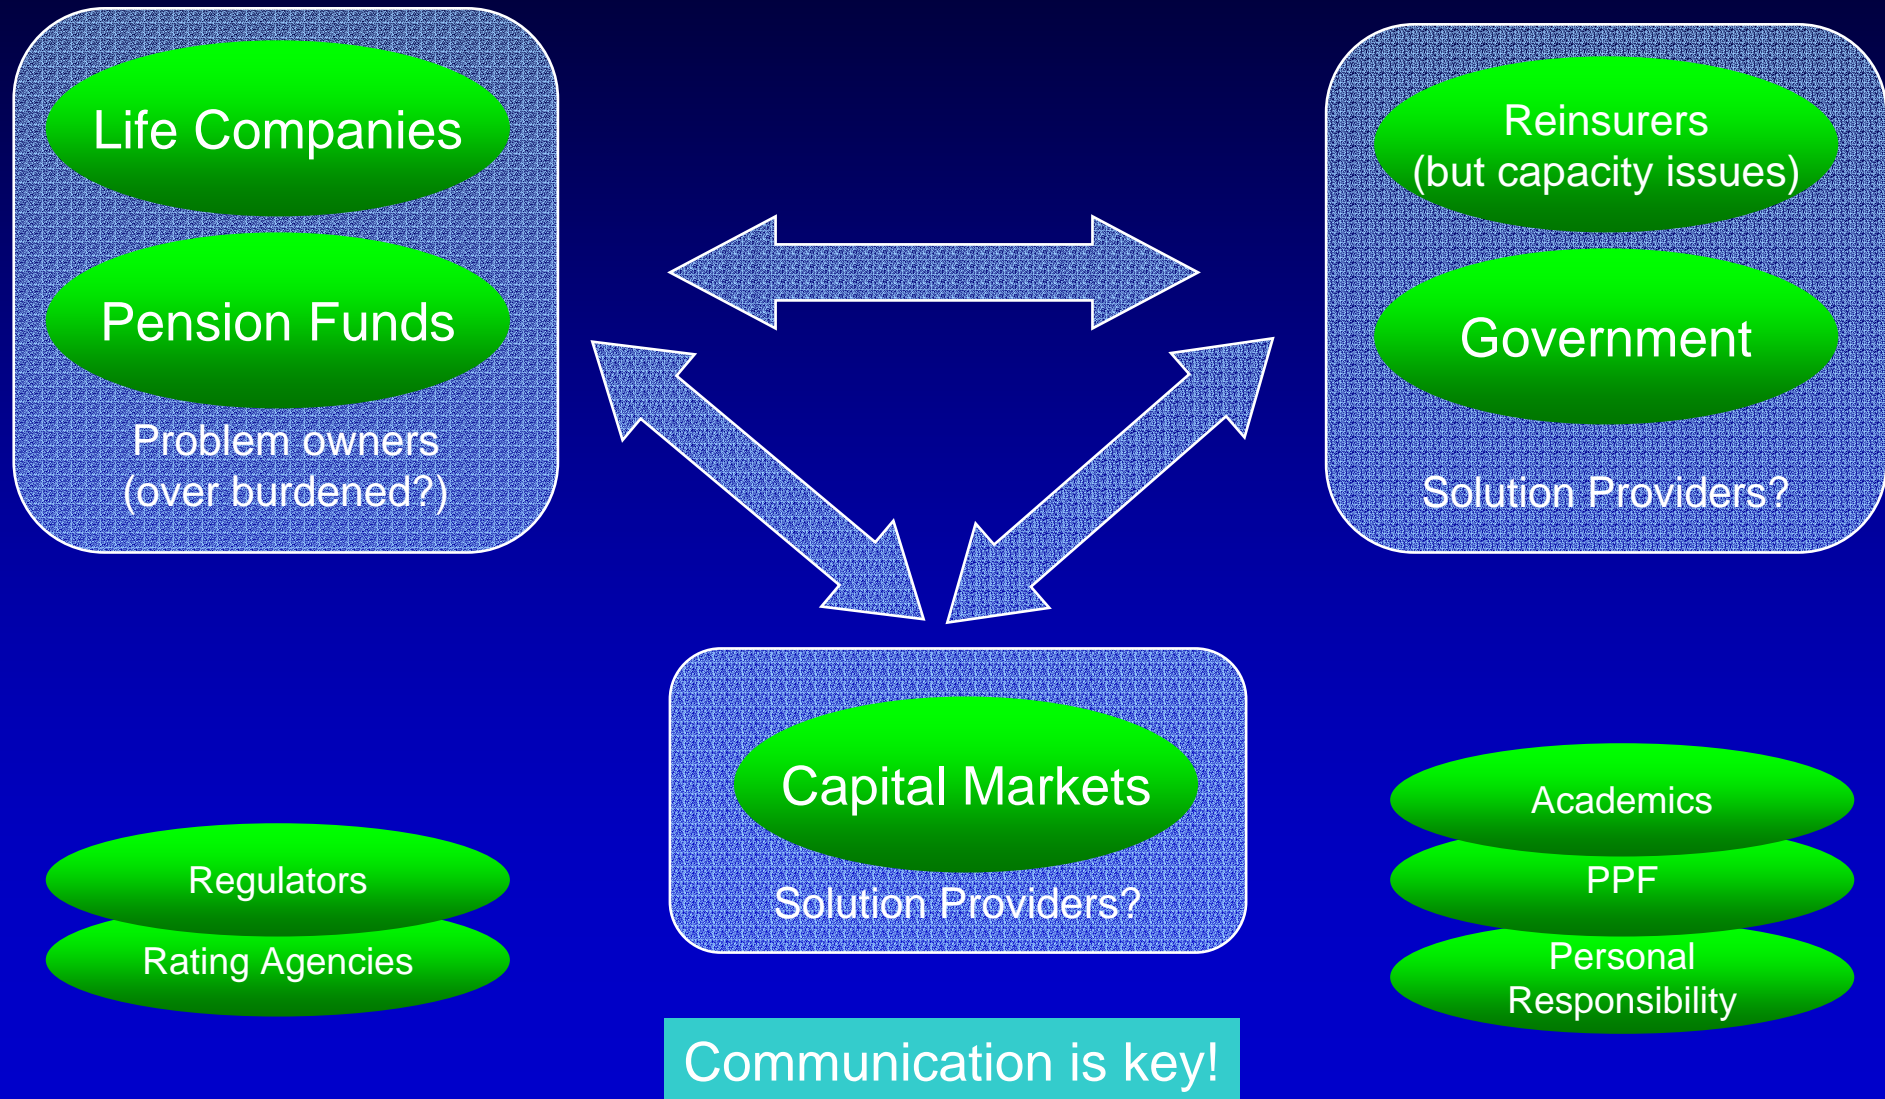 Life Companies
Pension Funds
Problem owners
(over burdened?)
Reinsurers
(but capacity issues)
Government
Solution Providers?
Capital Markets
Solution Providers?
Regulators
Rating Agencies
Academics
PPF
Personal
Responsibility
Communication is key!